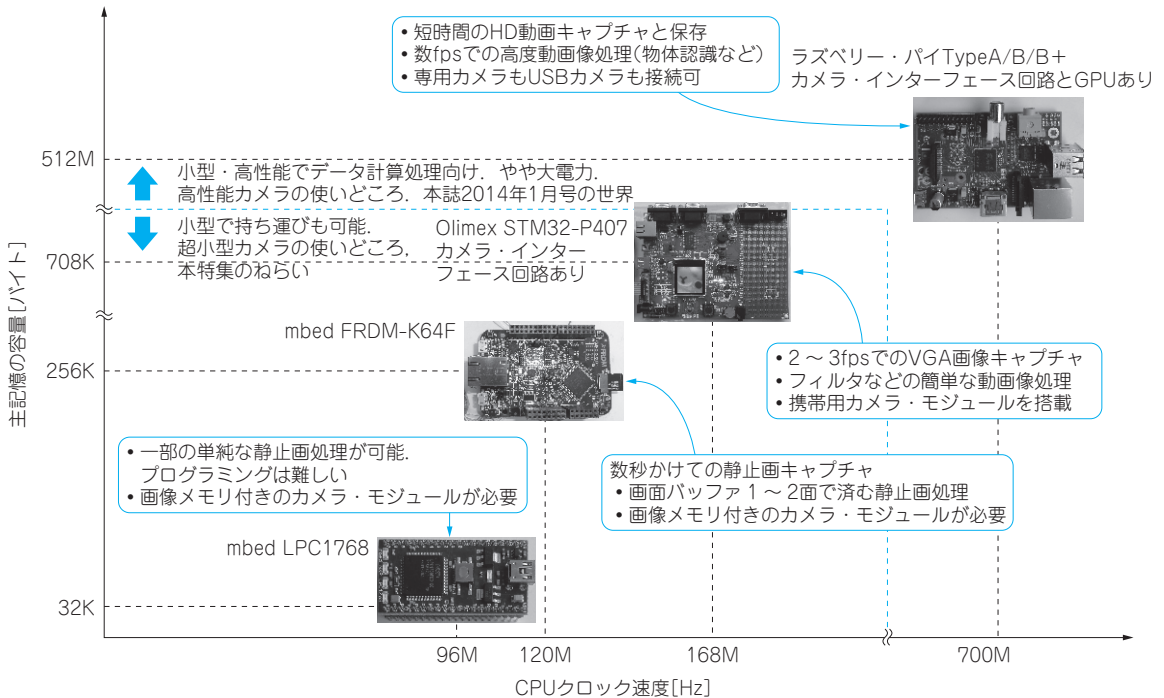 ・短時間のHD動画キャプチャと保存
・数fpsでの高度動画像処理(物体認識など)
・専用カメラもUSBカメラも接続可
ラズベリー・パイTypeA/B/B+
カメラ・インターフェース回路とGPUあり
512M
小型・高性能でデータ計算処理向け．やや大電力．
高性能カメラの使いどころ．本誌2014年1月号の世界
小型で持ち運びも可能．
超小型カメラの使いどころ，
本特集のねらい
Olimex STM32-P407
カメラ・インター
フェース回路あり
708K
主記憶の容量[バイト]
mbed FRDM-K64F
256K
・2～3fpsでのVGA画像キャプチャ
・フィルタなどの簡単な動画像処理
・携帯用カメラ・モジュールを搭載
・一部の単純な静止画処理が可能．
プログラミングは難しい
・画像メモリ付きのカメラ・モジュールが必要
数秒かけての静止画キャプチャ
・画面バッファ1～2面で済む静止画処理
・画像メモリ付きのカメラ・モジュールが必要
mbed LPC1768
32K
96M
120M
168M
700M
CPUクロック速度[Hz]